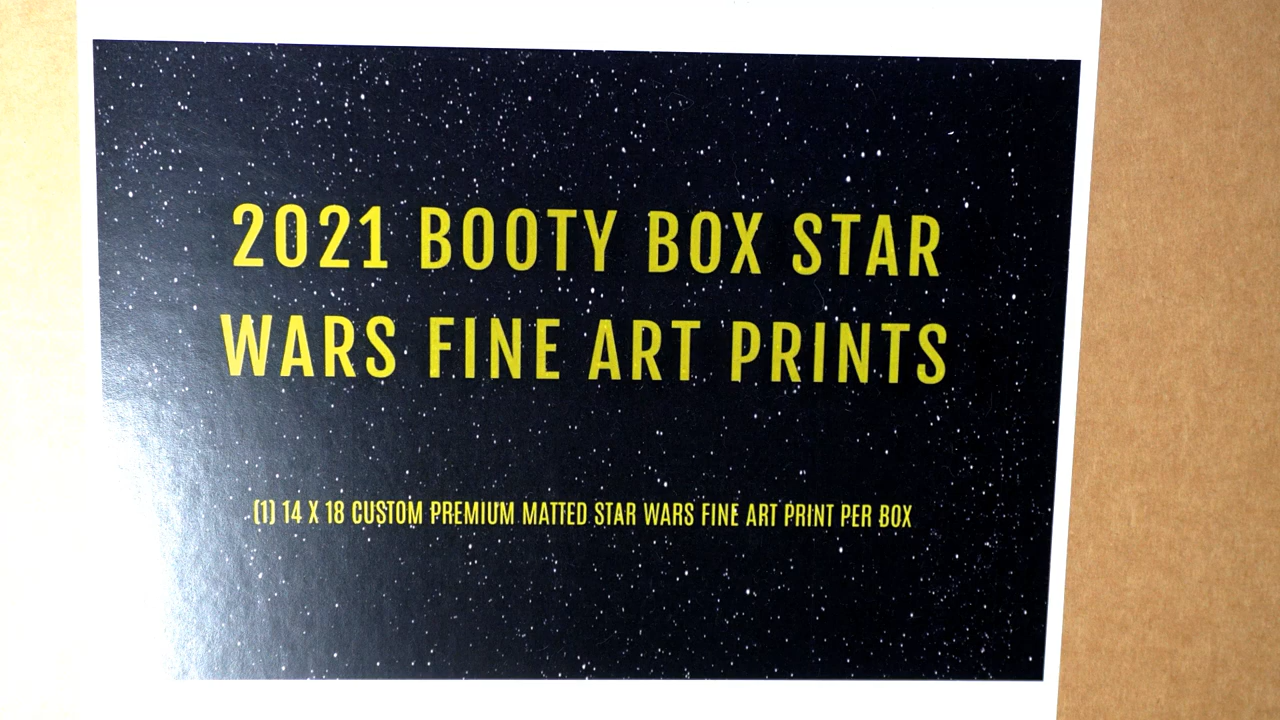 2021 BOOTY BOX STAR
WARS FINE ART PRINTS
(1) 14 X 18 CUSTOM PREMIUM MATTED STAR WARS FINE ART PRINT PER BOX